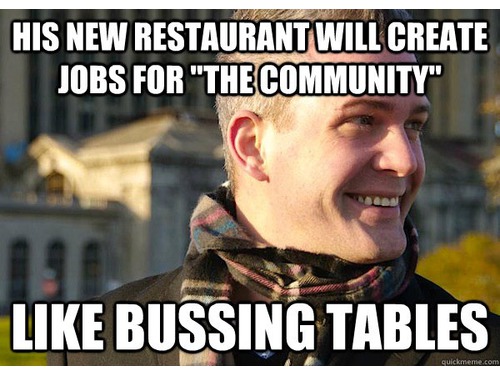 HIS NEW RESTAURANT WILL CREATE
JOBS FOR "THE COMMUNITY"
LIKE BUSSING TABLES
quickmeme.com